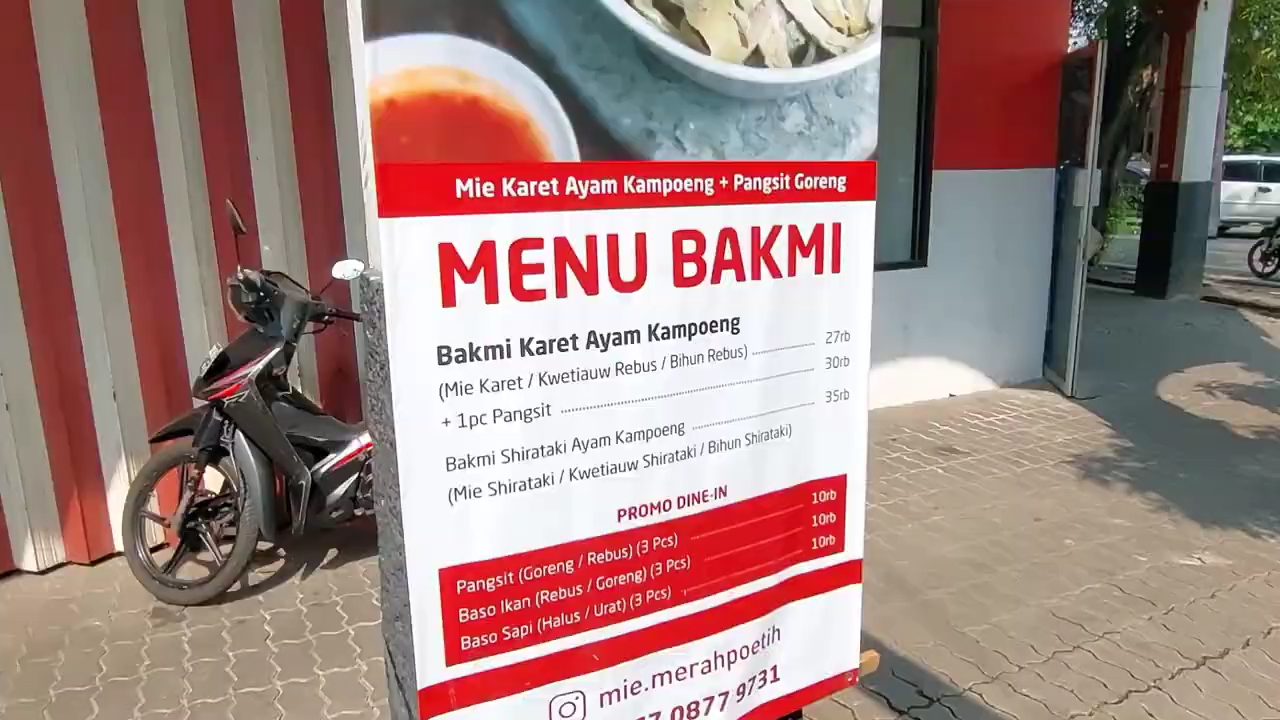 Mie Karet Ayam Kampoeng + Pangsit Goreng
MENU BAKMI
Bakmi Karet Ayam Kampoeng
(Mie Karet / Kwetiauw Rebus / Bihun Rebus) 27rb
+ 1pc Pangsit 30rb
Bakmi Shirataki Ayam Kampoeng 35rb
(Mie Shirataki / Kwetiauw Shirataki / Bihun Shirataki)
PROMO DINE-IN
Pangsit (Goreng / Rebus) (3 Pcs) 10rb
Baso Ikan (Rebus / Goreng) (3 Pcs) 10rb
Baso Sapi (Halus / Urat) (3 Pcs) 10rb
mie.merahpoetih
0877 9731